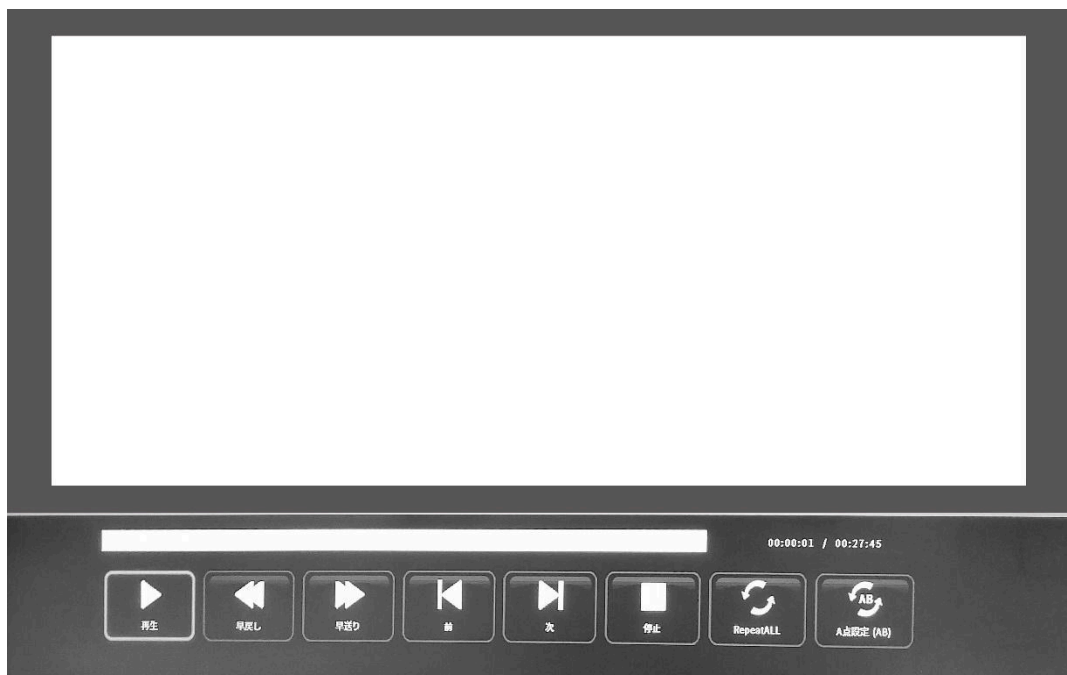 00:00:01 / 00:27:45
再生
早戻し
早送り
前
次
停止
RepeatALL
AB
A点設定 (AB)